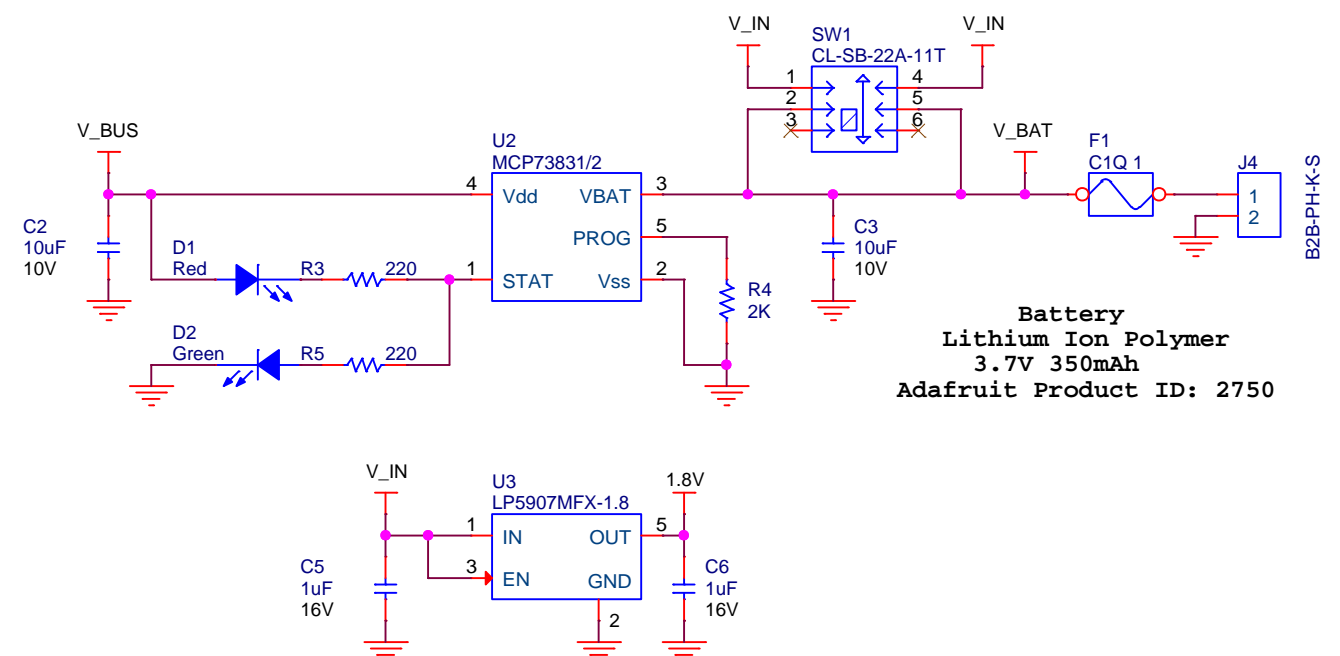 V_IN
V_IN
SW1
CL-SB-22A-11T
1
2
3
4
5
6
V_BUS
U2
MCP73831/2
4
Vdd
VBAT
3
PROG
5
1
STAT
Vss
2
V_BAT
F1
C1Q 1
J4
1
2
B2B-PH-K-S
C2
10uF
10V
D1
Red
R3
220
C3
10uF
10V
R4
2K
D2
Green
R5
220
Battery
Lithium Ion Polymer
3.7V 350mAh
Adafruit Product ID: 2750
V_IN
U3
LP5907MFX-1.8
1.8V
1
IN
OUT
5
3
EN
GND
2
C5
1uF
16V
C6
1uF
16V